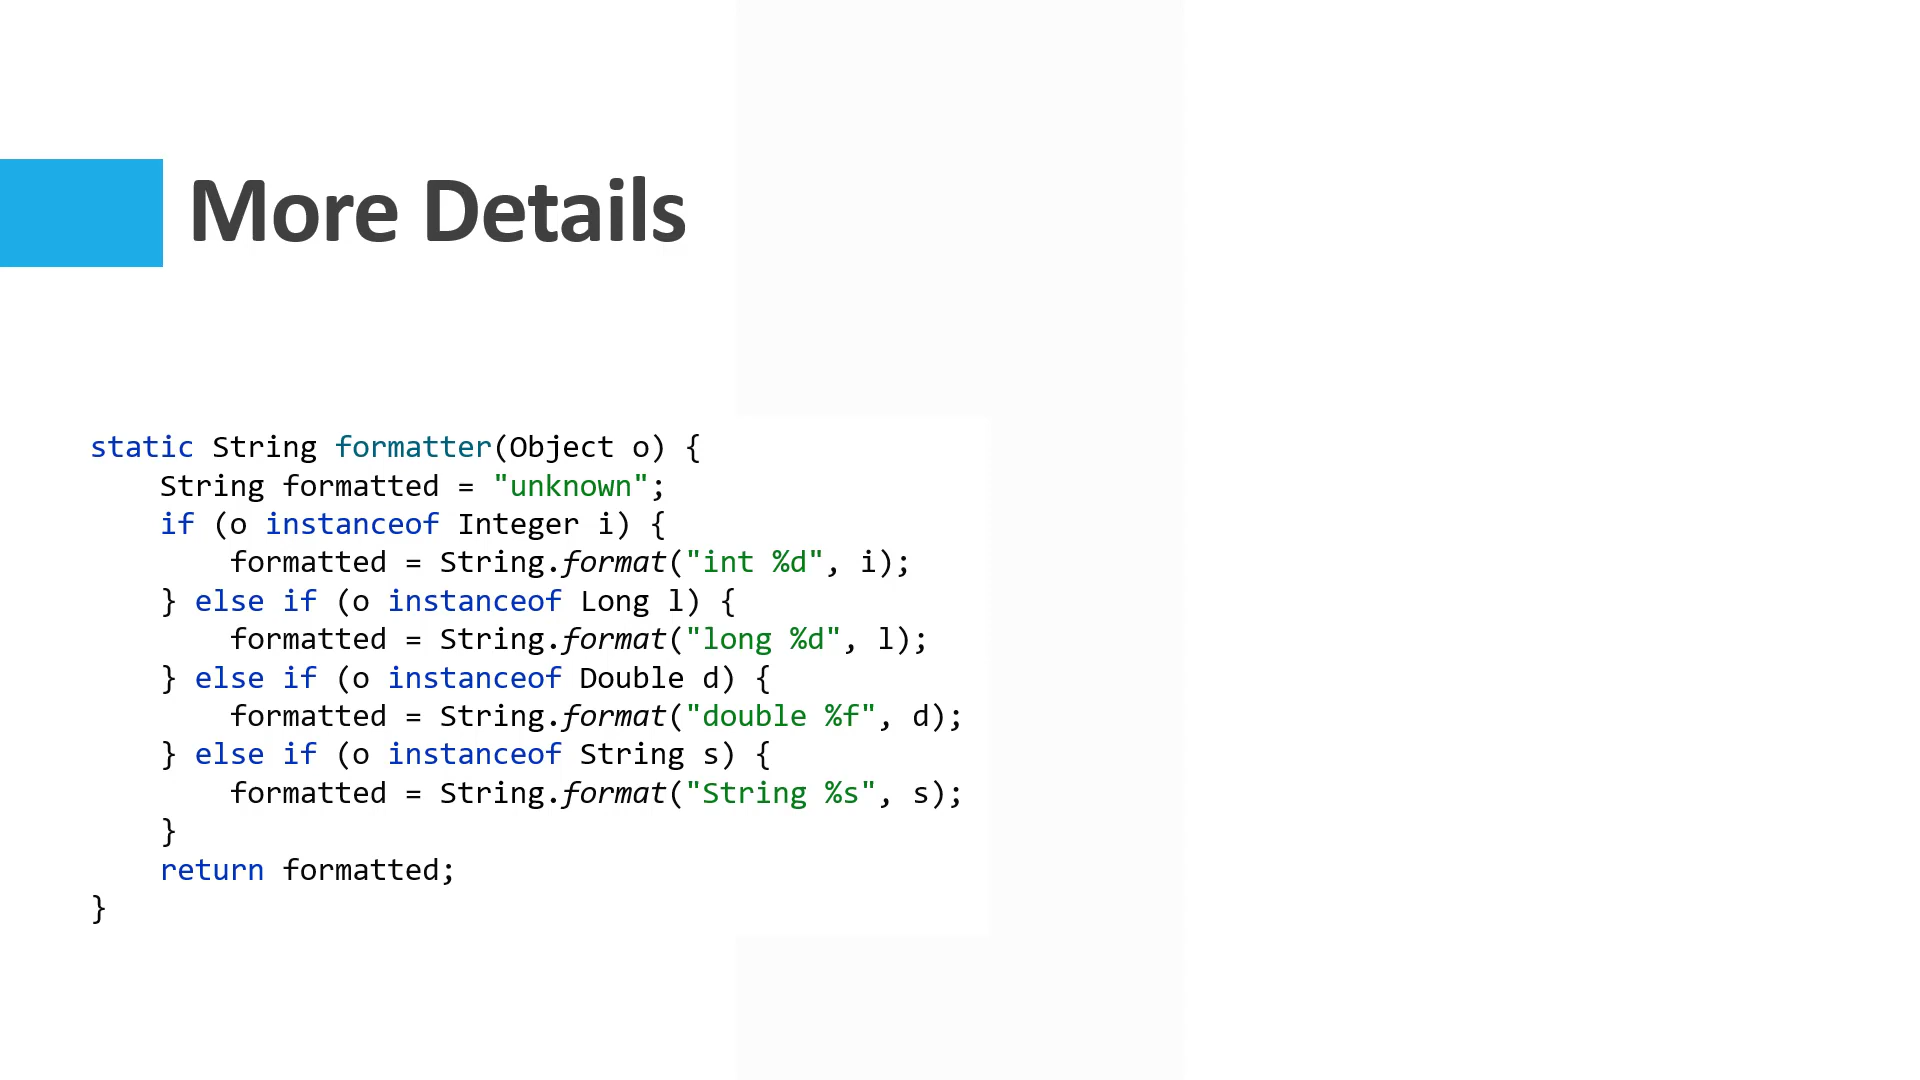 More Details
static String formatter(Object o) {
    String formatted = "unknown";
    if (o instanceof Integer i) {
        formatted = String.format("int %d", i);
    } else if (o instanceof Long l) {
        formatted = String.format("long %d", l);
    } else if (o instanceof Double d) {
        formatted = String.format("double %f", d);
    } else if (o instanceof String s) {
        formatted = String.format("String %s", s);
    }
    return formatted;
}